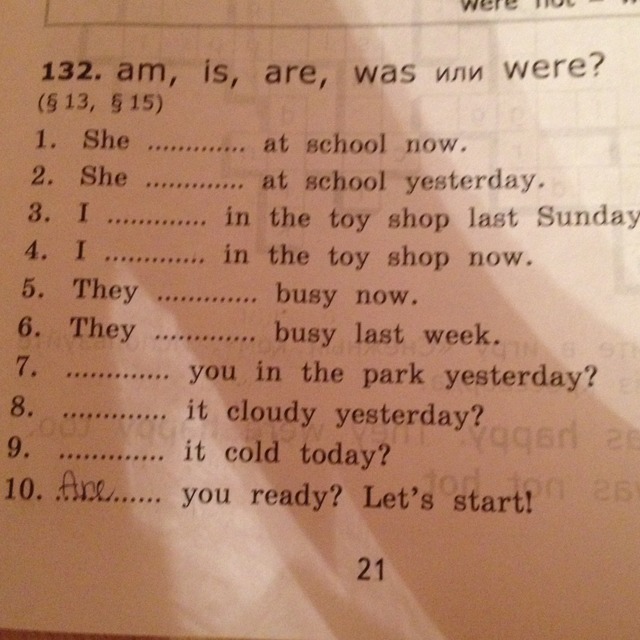 were not –
132. am, is, are, was или were?
(§ 13, § 15)
1. She ............. at school now.
2. She ............. at school yesterday.
3. I ............. in the toy shop last Sunday
4. I ............. in the toy shop now.
5. They ............. busy now.
6. They ............. busy last week.
7. ............. you in the park yesterday?
8. ............. it cloudy yesterday?
9. ............. it cold today?
10. .Are...... you ready? Let's start!
21